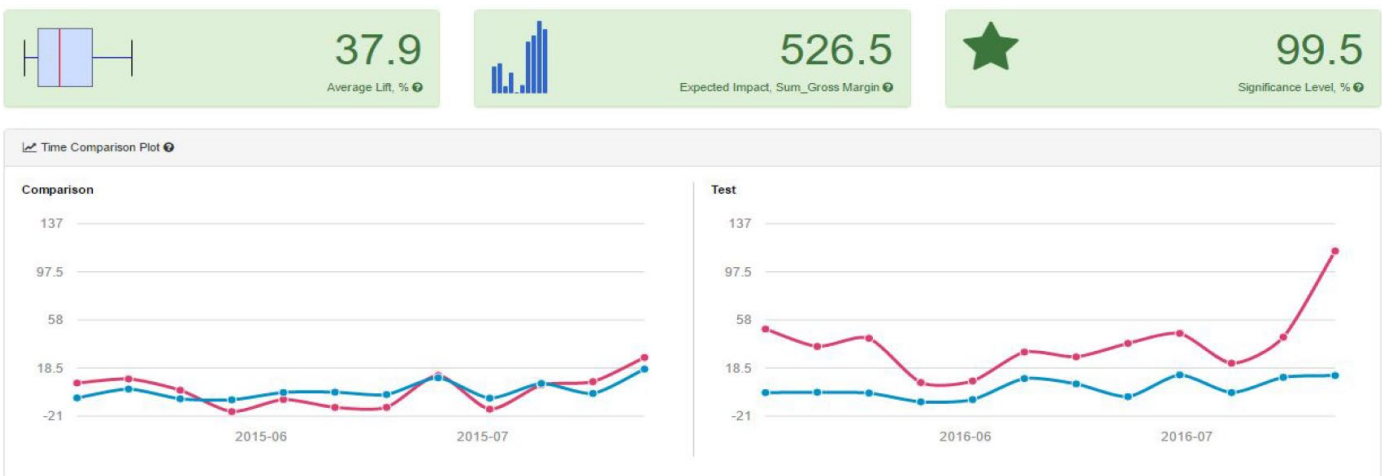 37.9
Average Lift, %
526.5
Expected Impact, Sum_Gross Margin
99.5
Significance Level, %
Time Comparison Plot
Comparison
137
97.5
58
18.5
-21
2015-06 2015-07
Test
137
97.5
58
18.5
-21
2016-06 2016-07